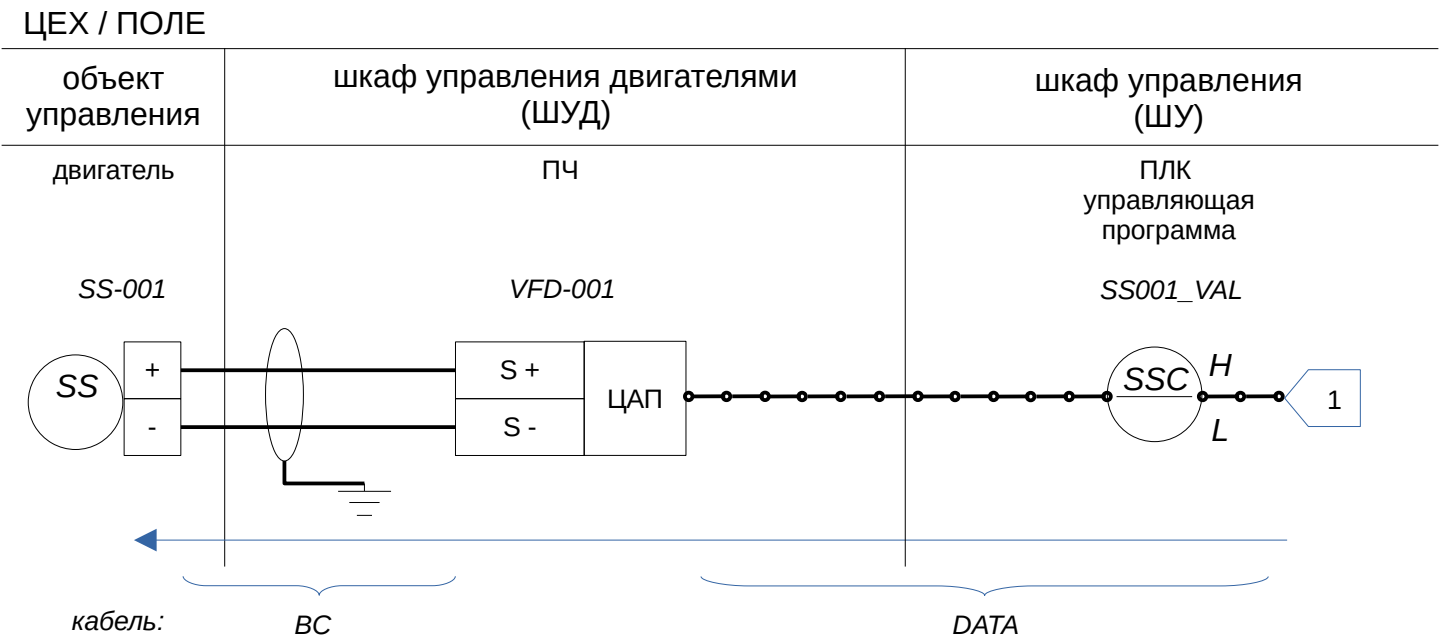 ЦЕХ / ПОЛЕ
объект
управления
шкаф управления двигателями
(ШУД)
шкаф управления
(ШУ)
двигатель
ПЧ
ПЛК
управляющая
программа
SS-001
VFD-001
SS001_VAL
SS
+
-
S +
S -
ЦАП
SSC
H
L
1
кабель:
ВС
DATA